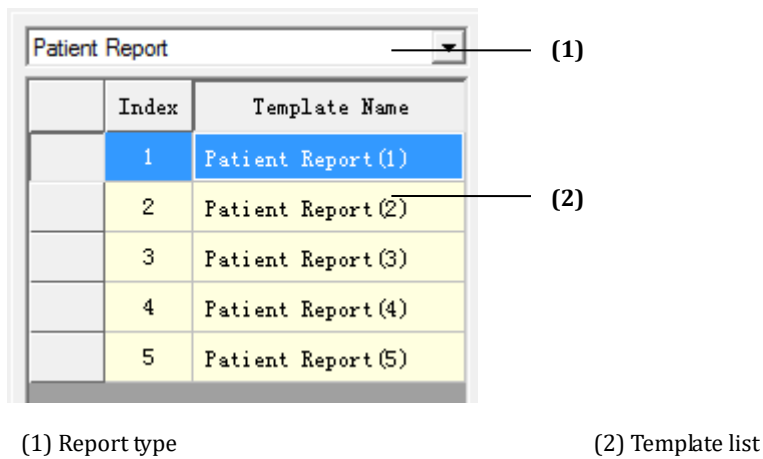 Patient Report (1)
Index Template Name
1 Patient Report(1)
2 Patient Report(2) (2)
3 Patient Report(3)
4 Patient Report(4)
5 Patient Report(5)
(1) Report type (2) Template list